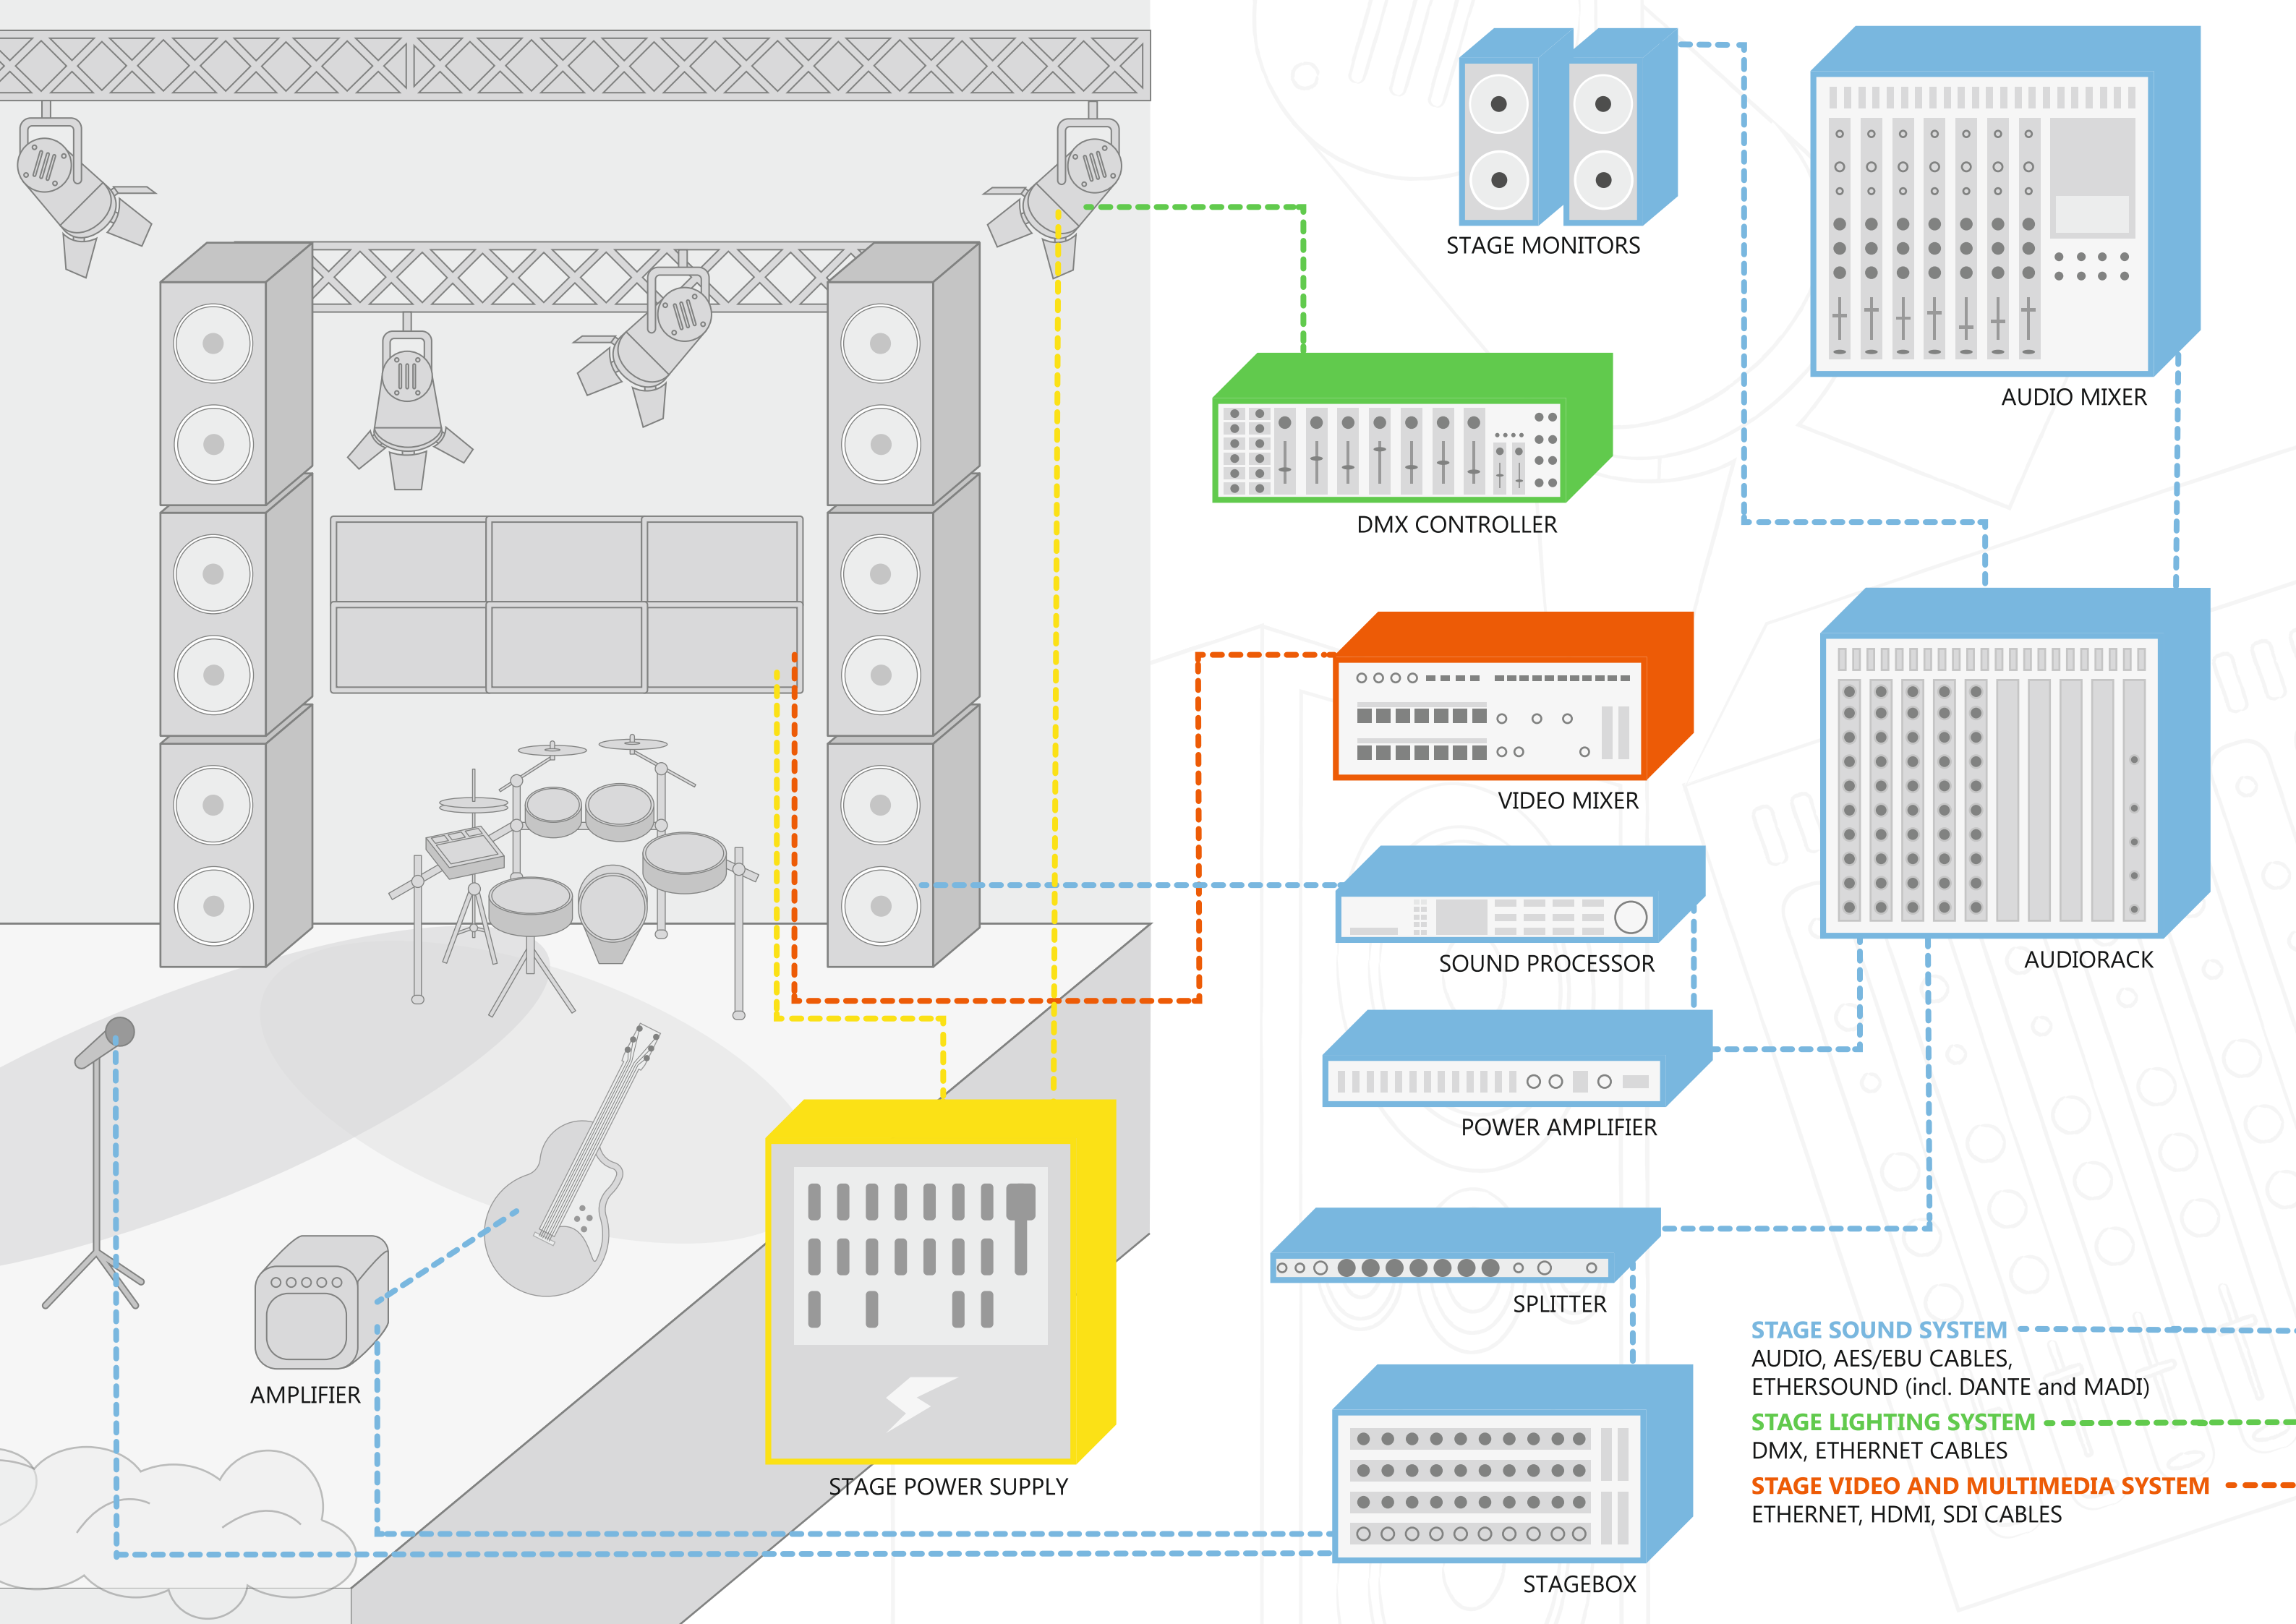 STAGE MONITORS
AUDIO MIXER
DMX CONTROLLER
VIDEO MIXER
SOUND PROCESSOR
AUDIORACK
POWER AMPLIFIER
SPLITTER
AMPLIFIER
STAGE POWER SUPPLY
STAGEBOX
STAGE SOUND SYSTEM
AUDIO, AES/EBU CABLES,
ETHERSOUND (incl. DANTE and MADI)
STAGE LIGHTING SYSTEM
DMX, ETHERNET CABLES
STAGE VIDEO AND MULTIMEDIA SYSTEM
ETHERNET, HDMI, SDI CABLES